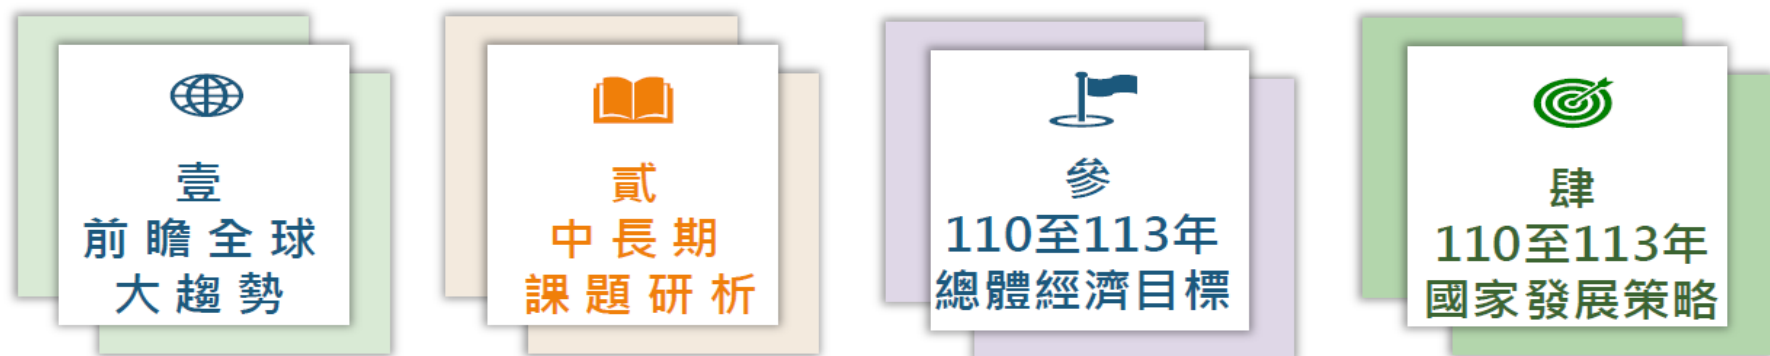 壹
前瞻全球
大趨勢
貳
中長期
課題研析
參
110至113年
總體經濟目標
肆
110至113年
國家發展策略